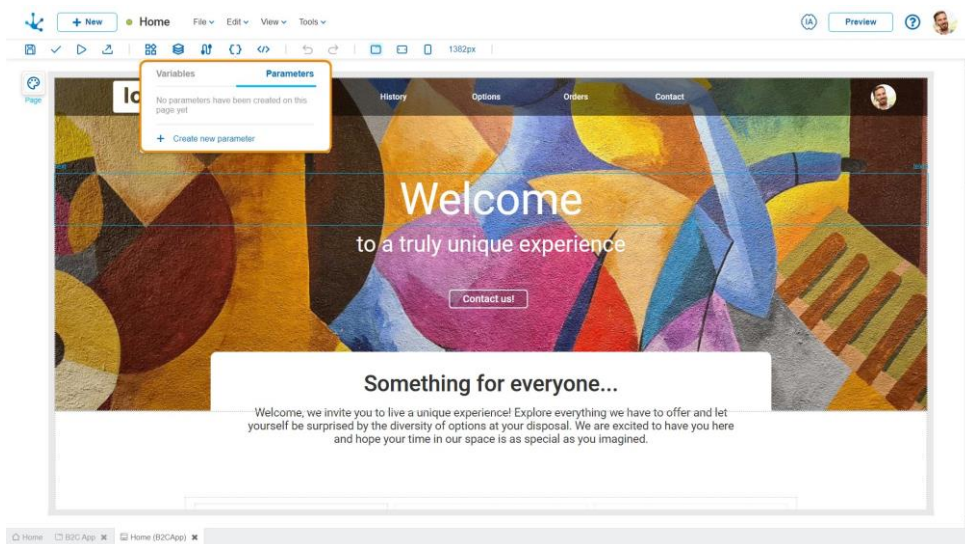 + New
Home
File
Edit
View
Tools
IA
Preview
?
1382px
Page
Variables
Parameters
No parameters have been created on this
page yet
+ Create new parameter
lo
History
Options
Orders
Contact
Welcome
to a truly unique experience
Contact us!
Something for everyone...
Welcome, we invite you to live a unique experience! Explore everything we have to offer and let
yourself be surprised by the diversity of options at your disposal. We are excited to have you here
and hope your time in our space is as special as you imagined.
Home
B2C App
Home (B2CApp)